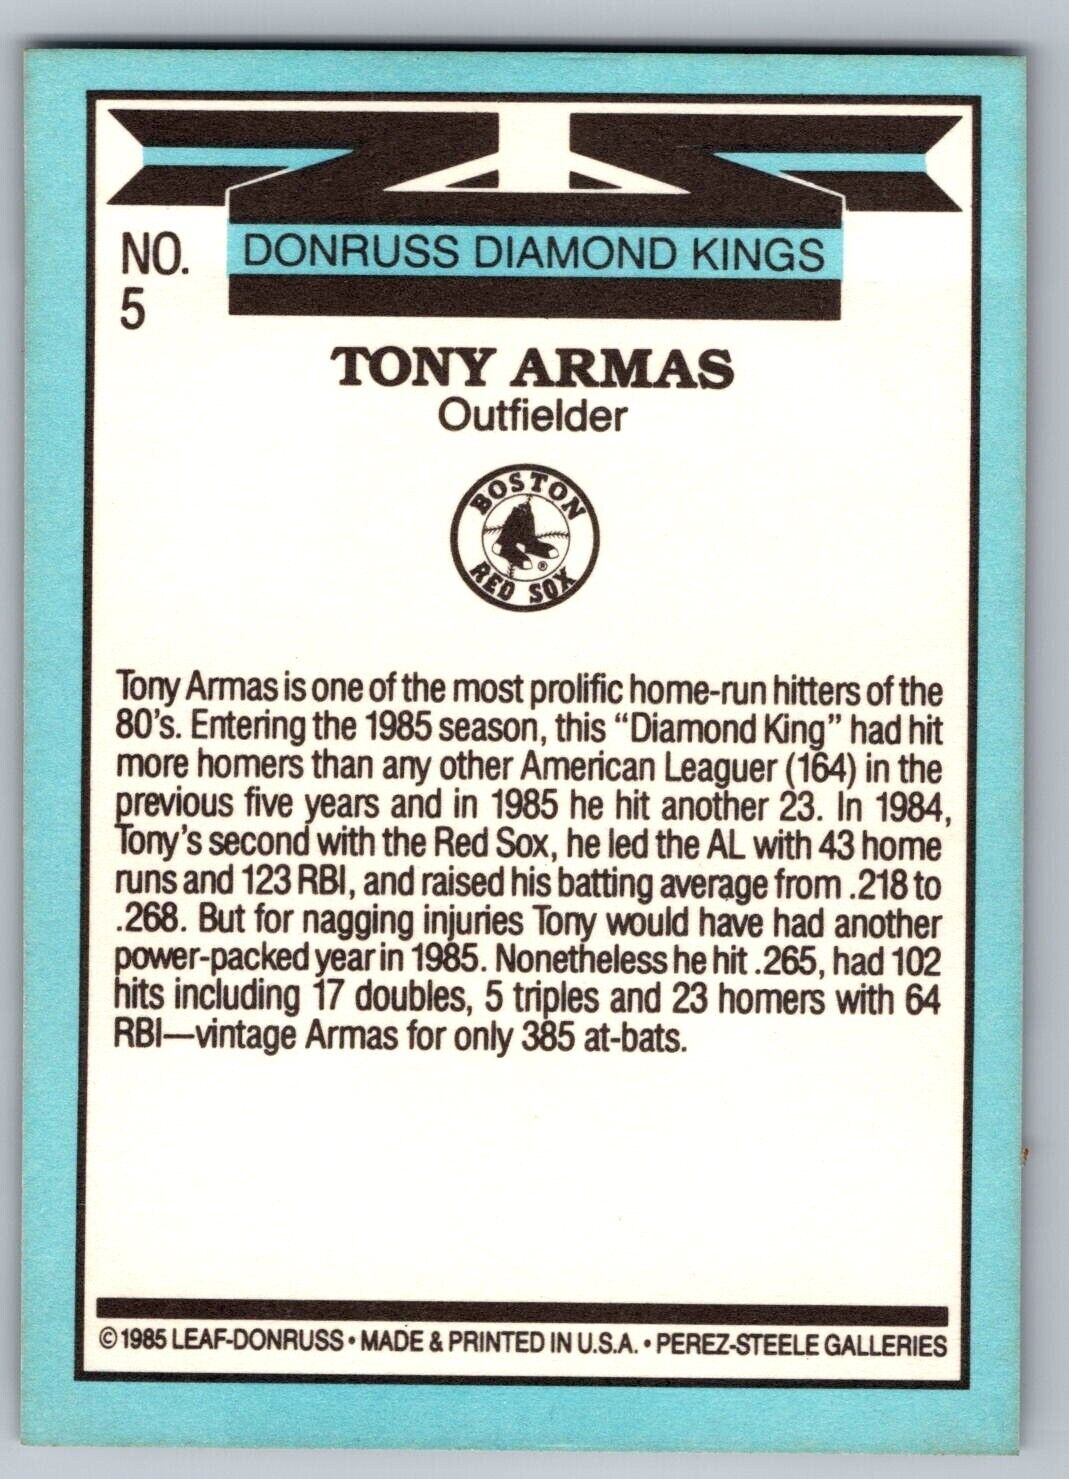 NO.
5
DONRUSS DIAMOND KINGS
TONY ARMAS
Outfielder
BOSTON
RED SOX
®
Tony Armas is one of the most prolific home-run hitters of the
80's. Entering the 1985 season, this “Diamond King” had hit
more homers than any other American Leaguer (164) in the
previous five years and in 1985 he hit another 23. In 1984,
Tony's second with the Red Sox, he led the AL with 43 home
runs and 123 RBI, and raised his batting average from .218 to
.268. But for nagging injuries Tony would have had another
power-packed year in 1985. Nonetheless he hit .265, had 102
hits including 17 doubles, 5 triples and 23 homers with 64
RBI—vintage Armas for only 385 at-bats.
© 1985 LEAF-DONRUSS • MADE & PRINTED IN U.S.A. • PEREZ-STEELE GALLERIES